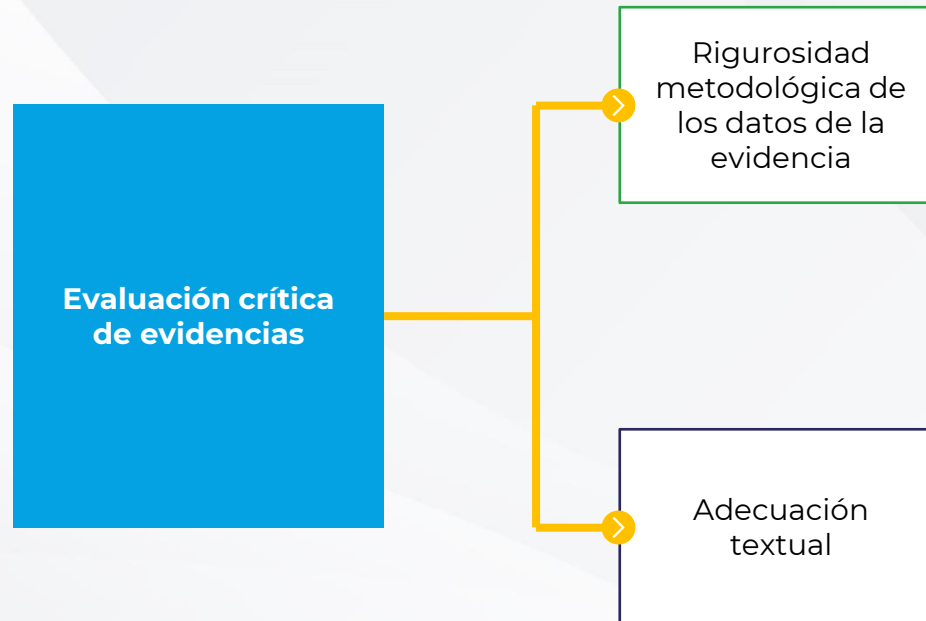 Rigurosidad
metodológica de
los datos de la
evidencia
Evaluación crítica
de evidencias
Adecuación
textual